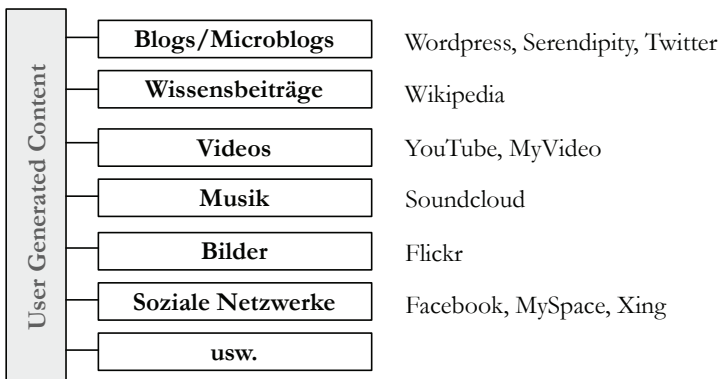 User Generated Content
Blogs/Microblogs Wordpress, Serendipity, Twitter
Wissensbeiträge Wikipedia
Videos YouTube, MyVideo
Musik Soundcloud
Bilder Flickr
Soziale Netzwerke Facebook, MySpace, Xing
usw.